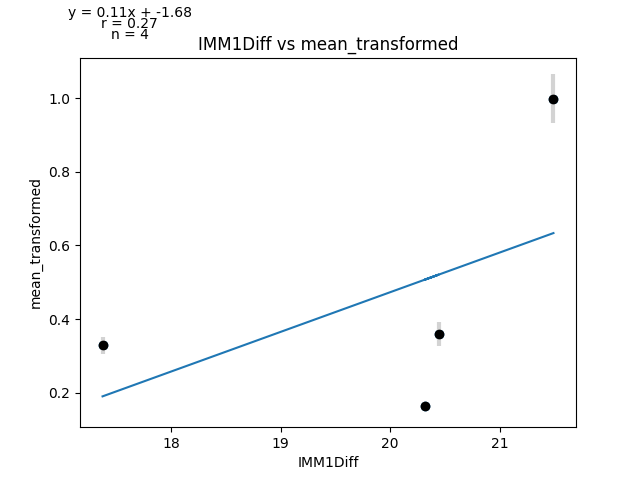 y = 0.11x + -1.68
r = 0.27
n = 4
IMM1Diff vs mean_transformed
1.0
0.8
0.6
0.4
0.2
mean_transformed
18
19
20
21
IMM1Diff